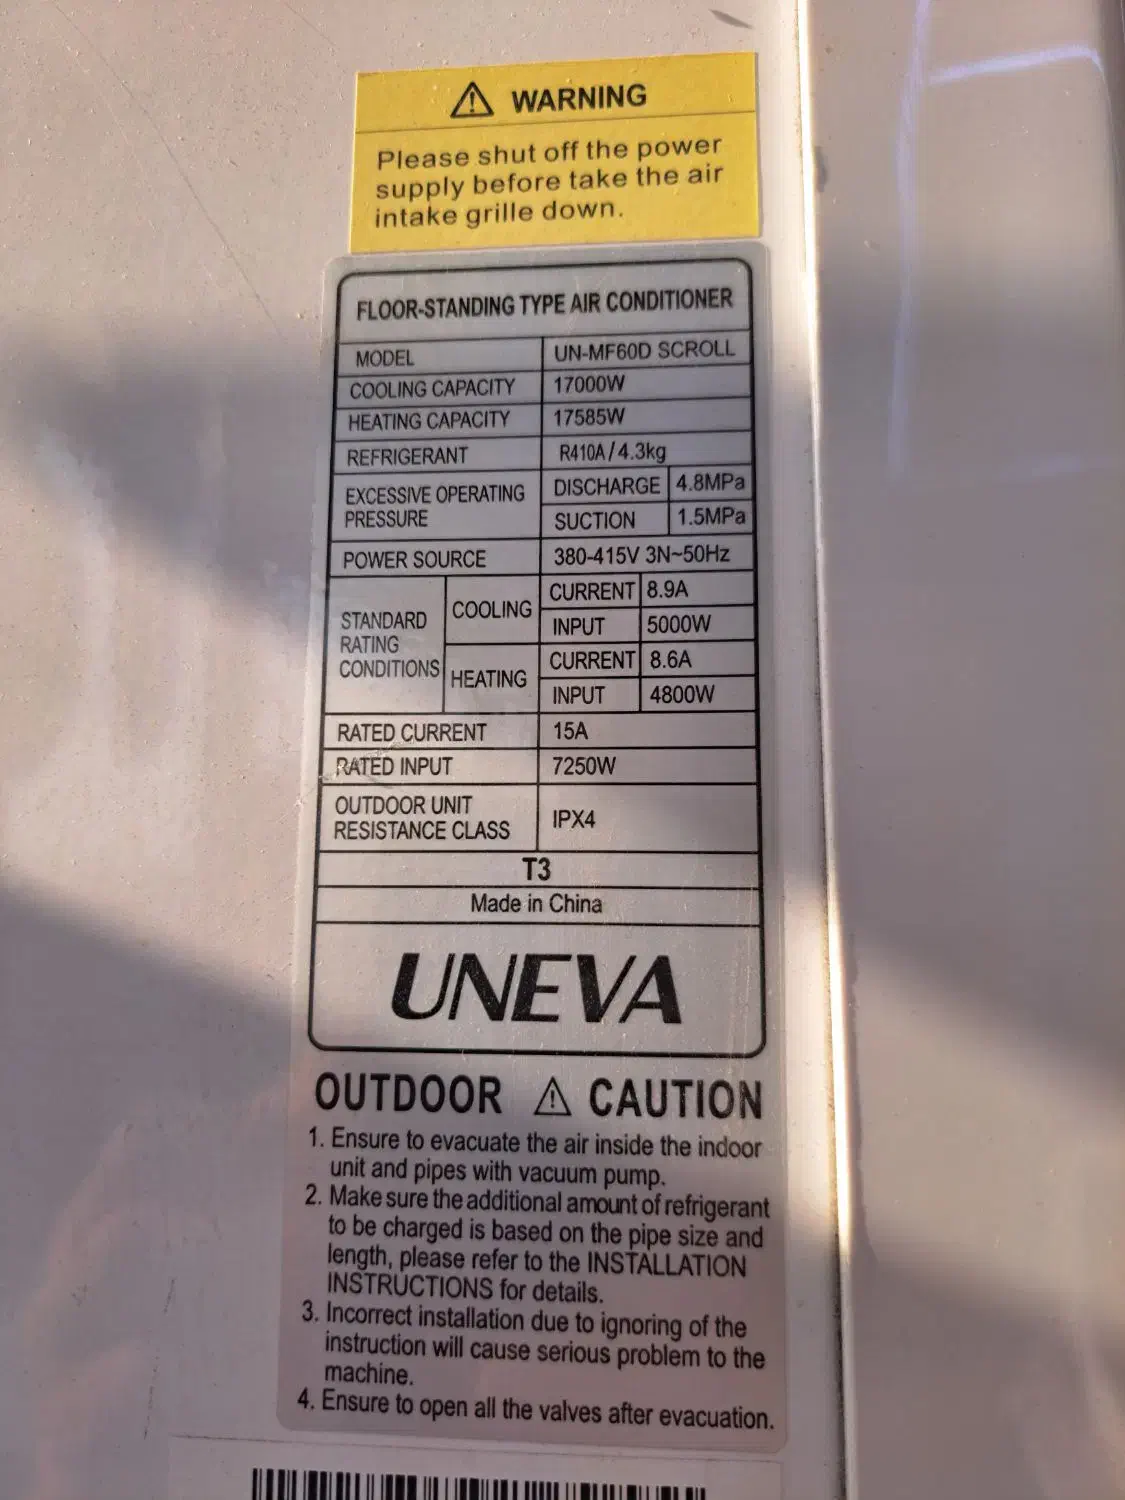 ⚠ WARNING
Please shut off the power
supply before take the air
intake grille down.
FLOOR-STANDING TYPE AIR CONDITIONER
MODEL UN-MF60D SCROLL
COOLING CAPACITY 17000W
HEATING CAPACITY 17585W
REFRIGERANT R410A/4.3kg
EXCESSIVE OPERATING
PRESSURE
DISCHARGE 4.8MPa
SUCTION 1.5MPa
POWER SOURCE 380-415V 3N~50Hz
STANDARD
RATING
CONDITIONS
COOLING
CURRENT 8.9A
INPUT 5000W
HEATING
CURRENT 8.6A
INPUT 4800W
RATED CURRENT 15A
RATED INPUT 7250W
OUTDOOR UNIT
RESISTANCE CLASS
IPX4
T3
Made in China
UNEVA
OUTDOOR ⚠ CAUTION
1. Ensure to evacuate the air inside the indoor
unit and pipes with vacuum pump.
2. Make sure the additional amount of refrigerant
to be charged is based on the pipe size and
length, please refer to the INSTALLATION
INSTRUCTIONS for details.
3. Incorrect installation due to ignoring of the
instruction will cause serious problem to the
machine.
4. Ensure to open all the valves after evacuation.